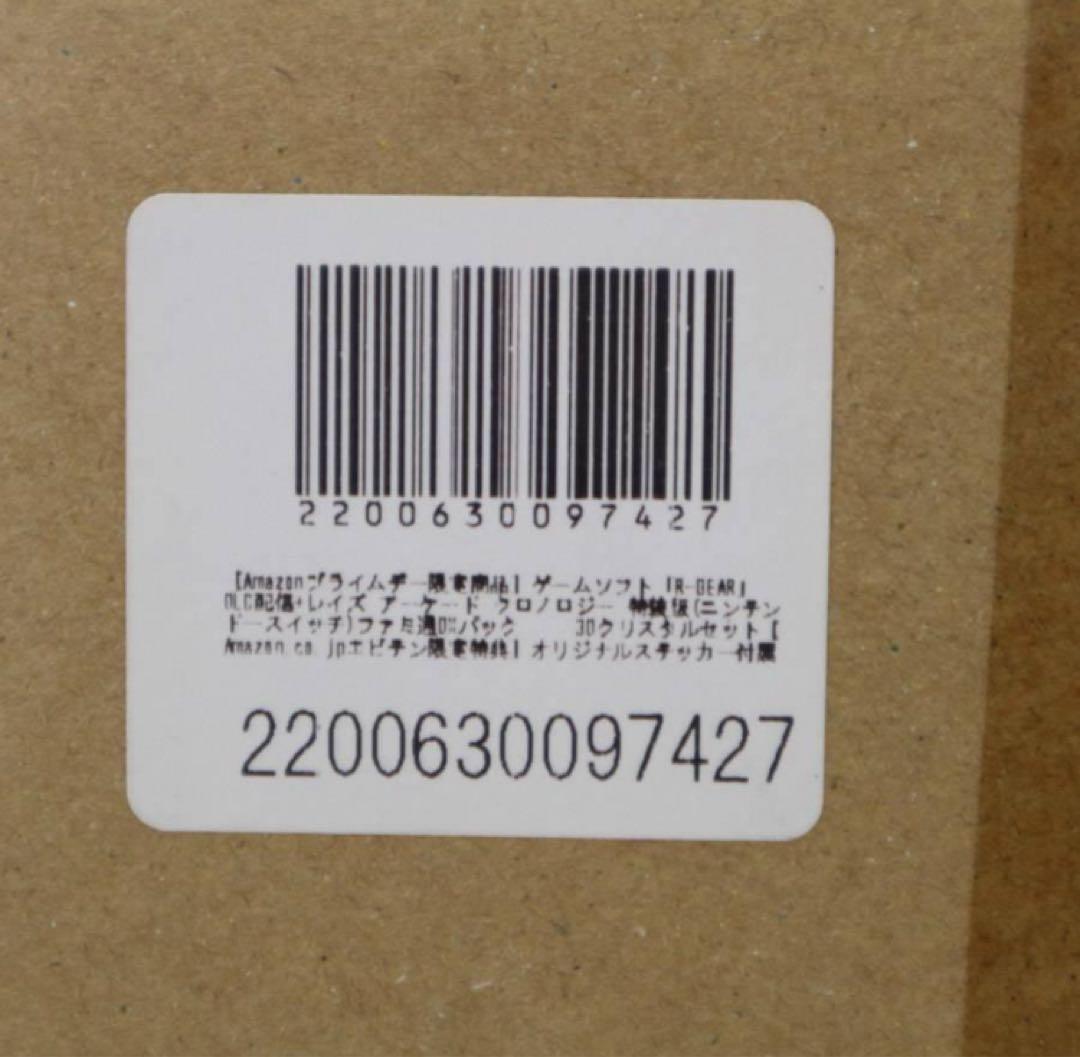 2200630097427
【Amazonプライムデー限定商品】 ゲームソフト 「R-GEAR」
DLC配信+レイズ アーケード クロノロジー 特装版(ニンテン
ドースイッチ)ファミ通DXパック 3Dクリスタルセット【
Amazon.co.jpエビテン限定特典】 オリジナルステッカー付属
2200630097427